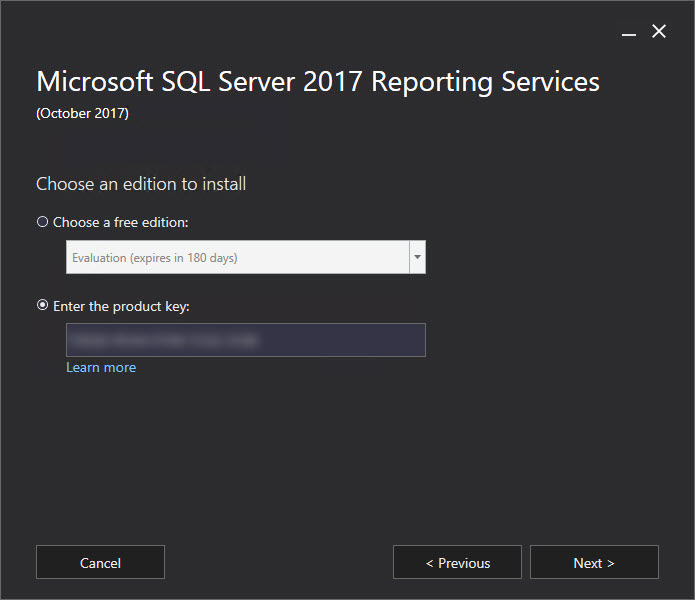 Microsoft SQL Server 2017 Reporting Services
(October 2017)
Choose an edition to install
Choose a free edition:
Evaluation (expires in 180 days)
Enter the product key:
Learn more
Cancel
< Previous
Next >